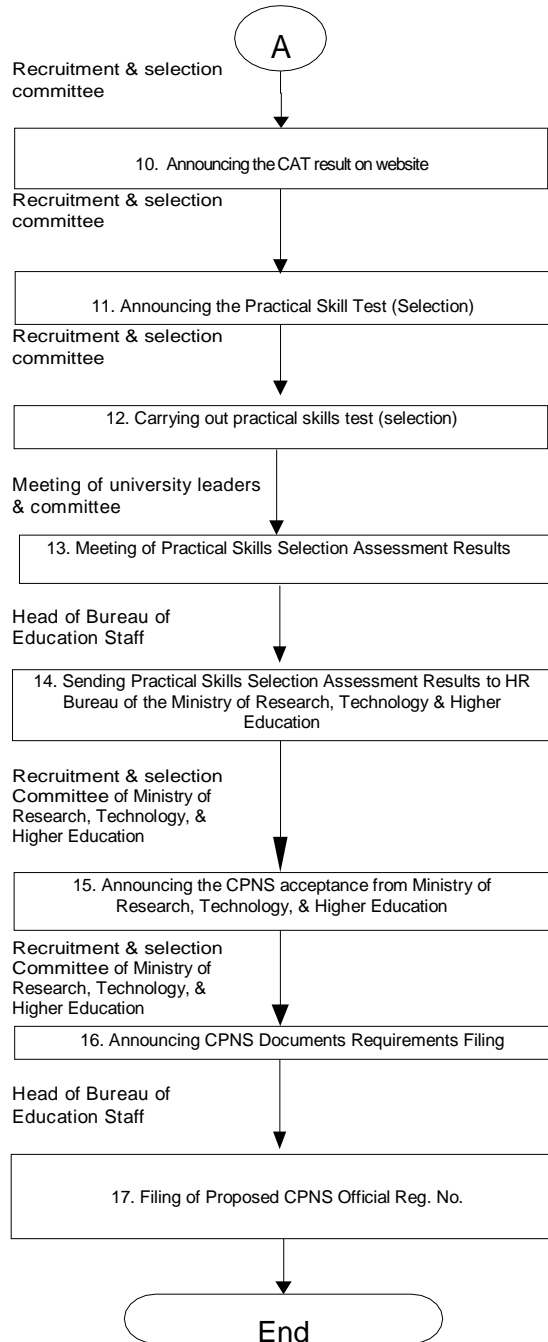 A
Recruitment & selection
committee
10. Announcing the CAT result on website
Recruitment & selection
committee
11. Announcing the Practical Skill Test (Selection)
Recruitment & selection
committee
12. Carrying out practical skills test (selection)
Meeting of university leaders
& committee
13. Meeting of Practical Skills Selection Assessment Results
Head of Bureau of
Education Staff
14. Sending Practical Skills Selection Assessment Results to HR
Bureau of the Ministry of Research, Technology & Higher
Education
Recruitment & selection
Committee of Ministry of
Research, Technology, &
Higher Education
15. Announcing the CPNS acceptance from Ministry of
Research, Technology, & Higher Education
Recruitment & selection
Committee of Ministry of
Research, Technology, &
Higher Education
16. Announcing CPNS Documents Requirements Filing
Head of Bureau of
Education Staff
17. Filing of Proposed CPNS Official Reg. No.
End